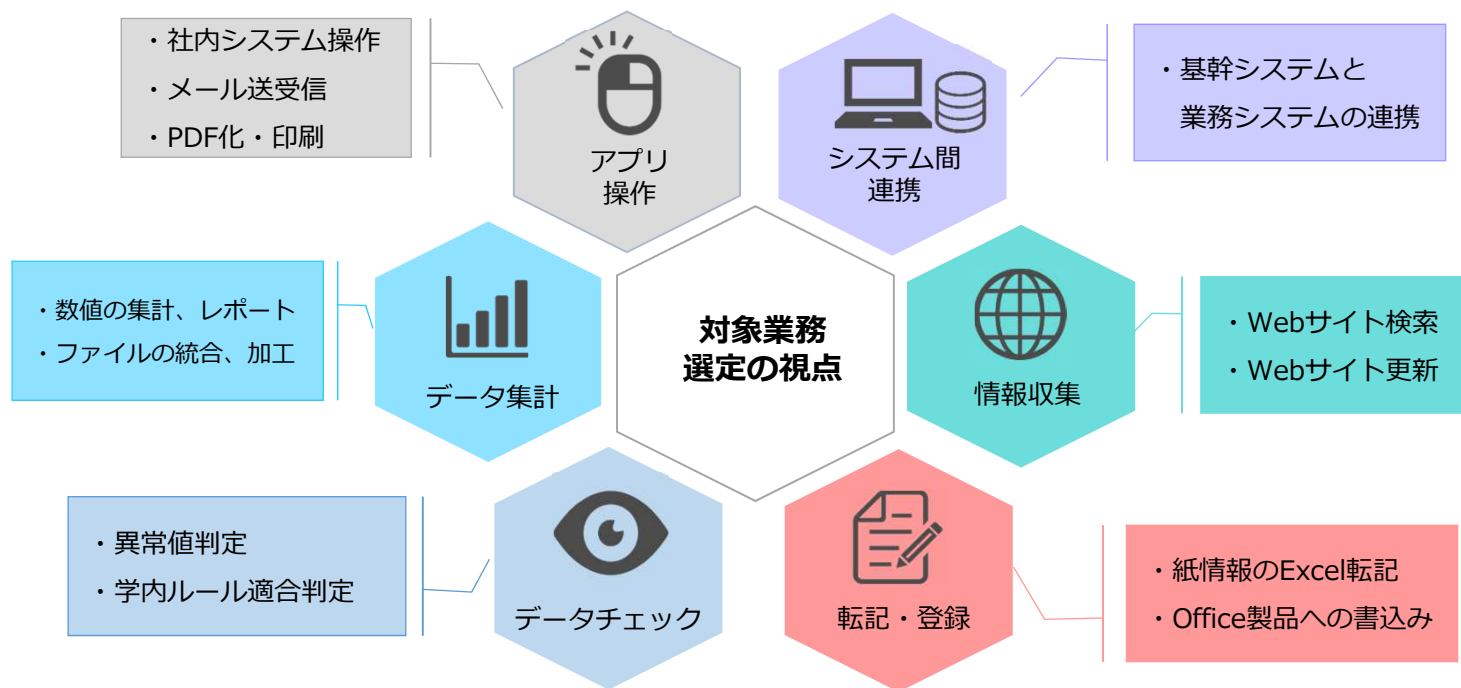 ・社内システム操作
・メール送受信
・PDF化・印刷
アプリ
操作
システム間
連携
・基幹システムと
業務システムの連携
・数値の集計、レポート
・ファイルの統合、加工
データ集計
対象業務
選定の視点
情報収集
・Webサイト検索
・Webサイト更新
・異常値判定
・学内ルール適合判定
データチェック
転記・登録
・紙情報のExcel転記
・Office製品への書込み